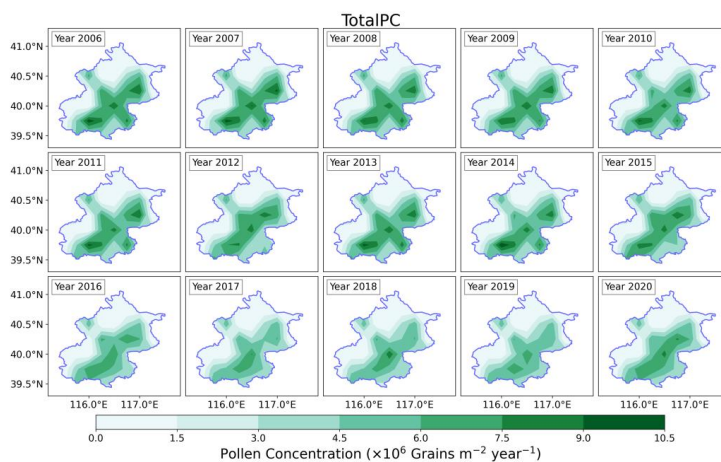 TotalPC
41.0°N
40.5°N
40.0°N
39.5°N
Year 2006
Year 2007
Year 2008
Year 2009
Year 2010
41.0°N
40.5°N
40.0°N
39.5°N
Year 2011
Year 2012
Year 2013
Year 2014
Year 2015
41.0°N
40.5°N
40.0°N
39.5°N
Year 2016
Year 2017
Year 2018
Year 2019
Year 2020
116.0°E 117.0°E 116.0°E 117.0°E 116.0°E 117.0°E 116.0°E 117.0°E 116.0°E 117.0°E
0.0 1.5 3.0 4.5 6.0 7.5 9.0 10.5
Pollen Concentration (×10⁶ Grains m⁻² year⁻¹)